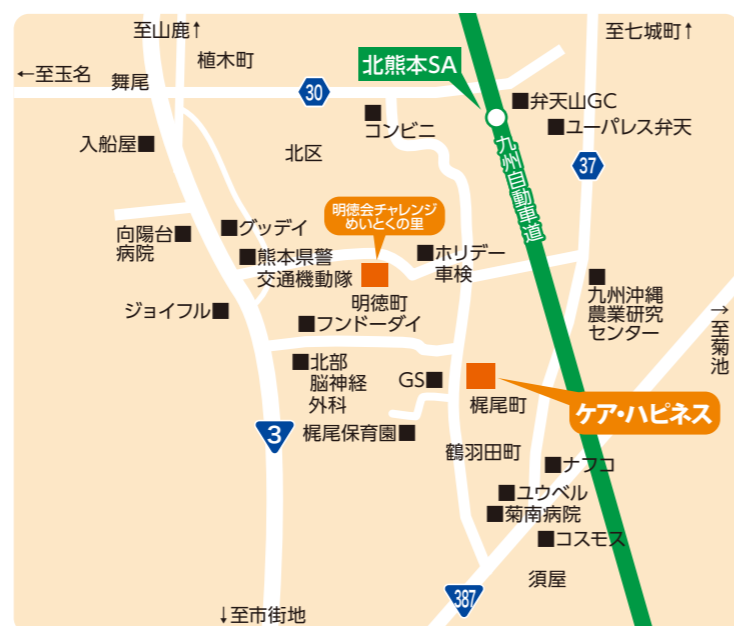 至山鹿↑
至七城町↑
植木町
←至玉名
舞尾
北熊本SA
30
■弁天山GC
コンビニ
■ユーパレス弁天
入船屋■
北区
九州自動車道
37
明徳会チャレンジ
めいとくの里
向陽台■
病院
■グッデイ
■熊本県警
交通機動隊
■ホリデー
車検
明徳町
九州沖縄
農業研究
センター
ジョイフル■
■フンドーダイ
→至菊池
■北部
脳神経
外科
GS■
梶尾町
ケア・ハピネス
3
梶尾保育園■
鶴羽田町
■ナフコ
■ユウベル
■菊南病院
■コスモス
須屋
387
↓至市街地